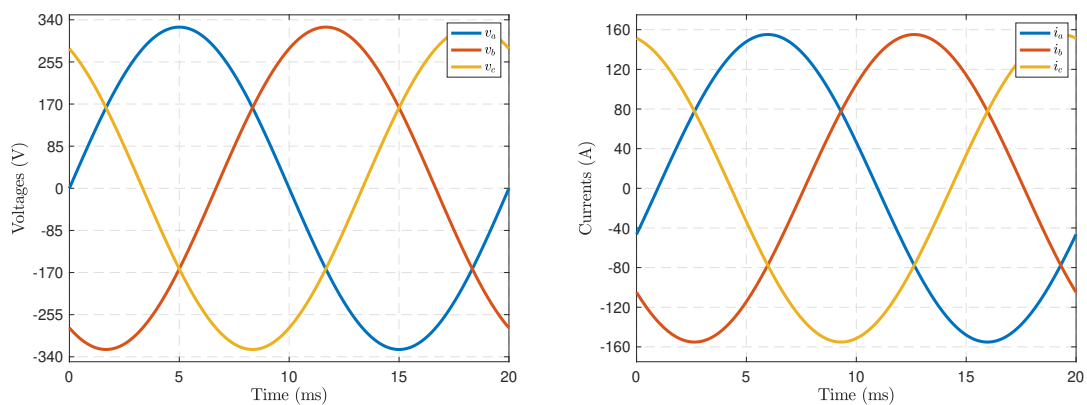 340
255
170
85
0
-85
-170
-255
-340
Voltages (V)
0 5 10 15 20
Time (ms)
v_a
v_b
v_c
160
120
80
40
0
-40
-80
-120
-160
Currents (A)
0 5 10 15 20
Time (ms)
i_a
i_b
i_c